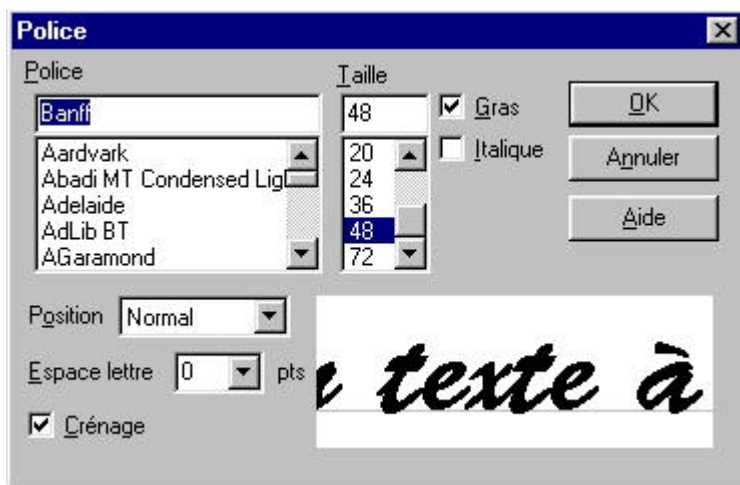 Police
Police
Taille
Banff
48
Gras
OK
Aardvark
Abadi MT Condensed Lig
Adelaide
AdLib BT
AGaramond
20
24
36
48
72
Italique
Annuler
Aide
Position
Normal
Espace lettre
0
pts
Crénage
texte à